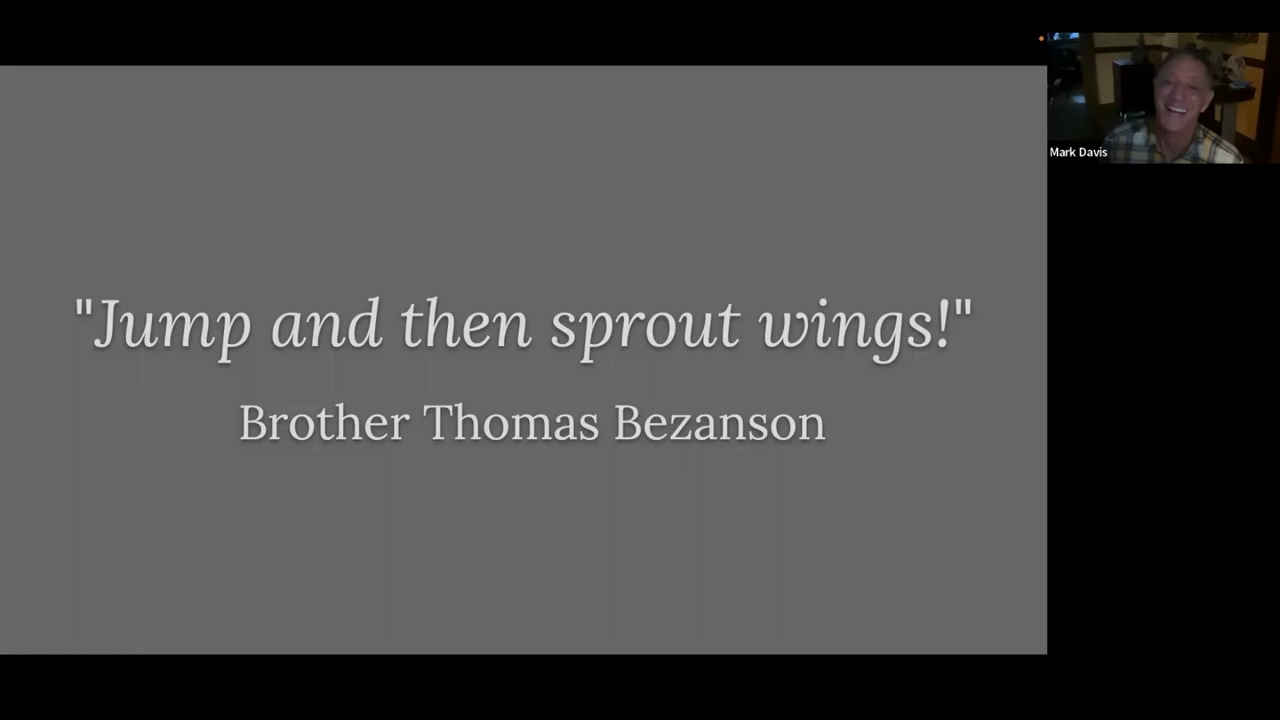 "Jump and then sprout wings!"
Brother Thomas Bezanson
Mark Davis